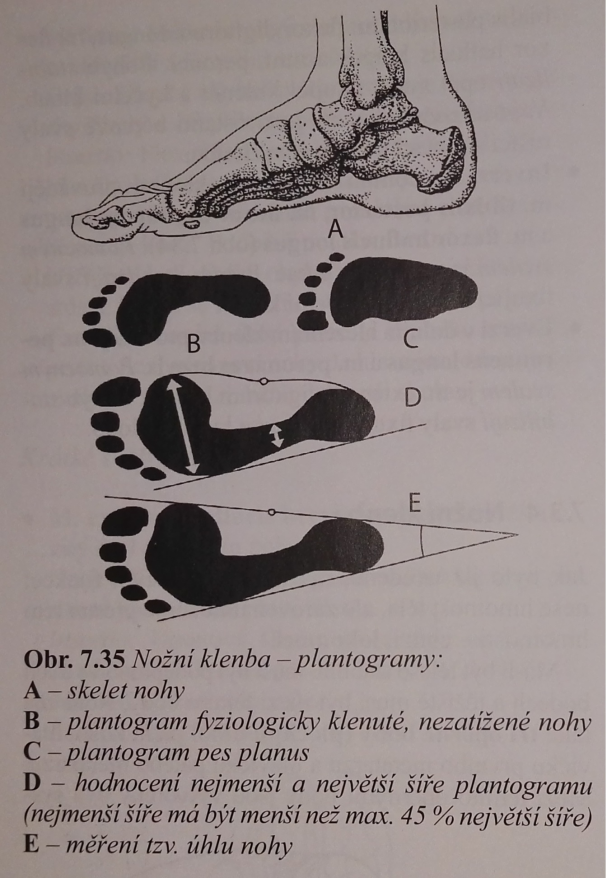 A
B
C
D
E
Obr. 7.35 Nožní klenba – plantogramy:
A – skelet nohy
B – plantogram fyziologicky klenuté, nezatížené nohy
C – plantogram pes planus
D – hodnocení nejmenší a největší šíře plantogramu
(nejmenší šíře má být menší než max. 45 % největší šíře)
E – měření tzv. úhlu nohy